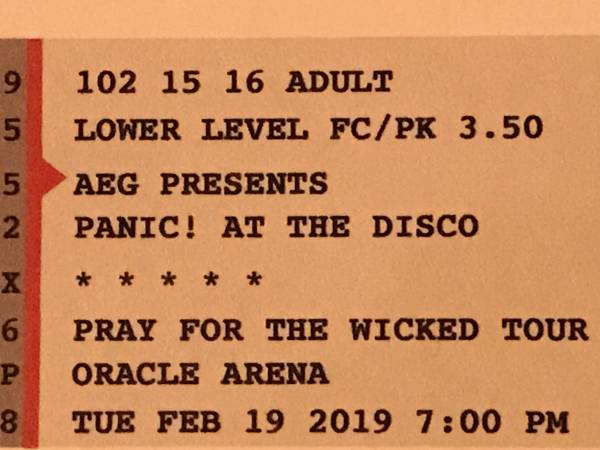 9 102 15 16 ADULT
5 LOWER LEVEL FC/PK 3.50
5 AEG PRESENTS
2 PANIC! AT THE DISCO
X * * * * *
6 PRAY FOR THE WICKED TOUR
P ORACLE ARENA
8 TUE FEB 19 2019 7:00 PM